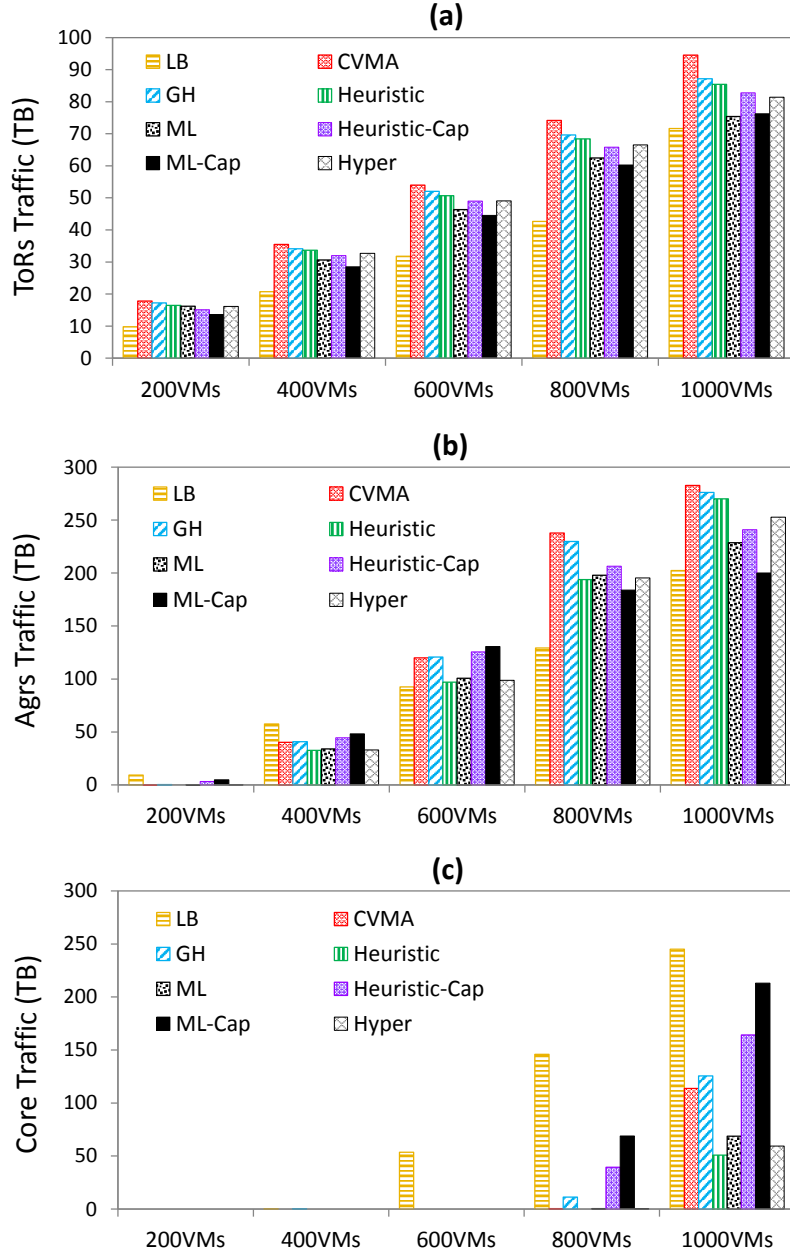 (a)
ToRs Traffic (TB)
100
90
80
70
60
50
40
30
20
10
0
LB
CVMA
GH
Heuristic
ML
Heuristic-Cap
ML-Cap
Hyper
200VMs
400VMs
600VMs
800VMs
1000VMs
(b)
Agrs Traffic (TB)
300
250
200
150
100
50
0
LB
CVMA
GH
Heuristic
ML
Heuristic-Cap
ML-Cap
Hyper
200VMs
400VMs
600VMs
800VMs
1000VMs
(c)
Core Traffic (TB)
300
250
200
150
100
50
0
LB
CVMA
GH
Heuristic
ML
Heuristic-Cap
ML-Cap
Hyper
200VMs
400VMs
600VMs
800VMs
1000VMs